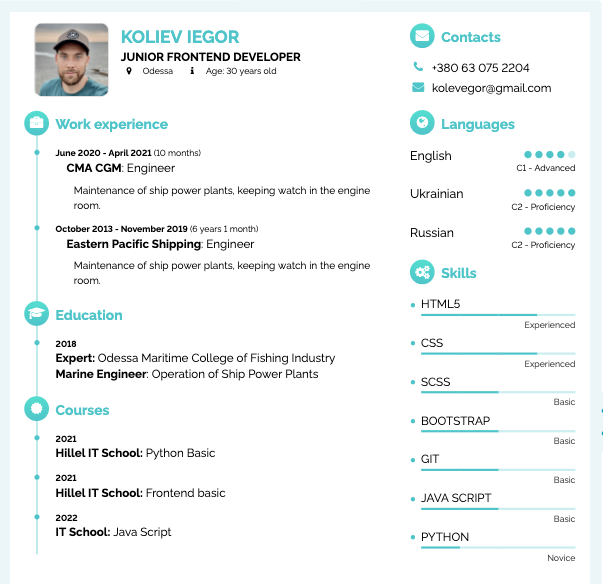 KOLIEV IEGOR
JUNIOR FRONTEND DEVELOPER
Odessa Age: 30 years old
Work experience
June 2020 - April 2021 (10 months)
CMA CGM: Engineer
Maintenance of ship power plants, keeping watch in the engine
room.
October 2013 - November 2019 (6 years 1 month)
Eastern Pacific Shipping: Engineer
Maintenance of ship power plants, keeping watch in the engine
room.
Education
2018
Expert: Odessa Maritime College of Fishing Industry
Marine Engineer: Operation of Ship Power Plants
Courses
2021
Hillel IT School: Python Basic
2021
Hillel IT School: Frontend basic
2022
IT School: Java Script
Contacts
+380 63 075 2204
kolevegor@gmail.com
Languages
English
C1 - Advanced
Ukrainian
C2 - Proficiency
Russian
C2 - Proficiency
Skills
HTML5
Experienced
CSS
Experienced
SCSS
Basic
BOOTSTRAP
Basic
GIT
Basic
JAVA SCRIPT
Basic
PYTHON
Novice